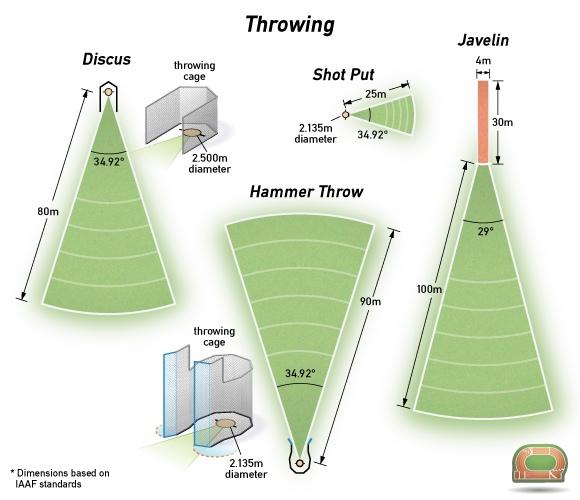 Throwing
Discus
throwing
cage
34.92°
2.500m
diameter
80m
Shot Put
25m
2.135m
diameter
34.92°
Javelin
4m
30m
29°
100m
Hammer Throw
90m
34.92°
throwing
cage
2.135m
diameter
* Dimensions based on
IAAF standards